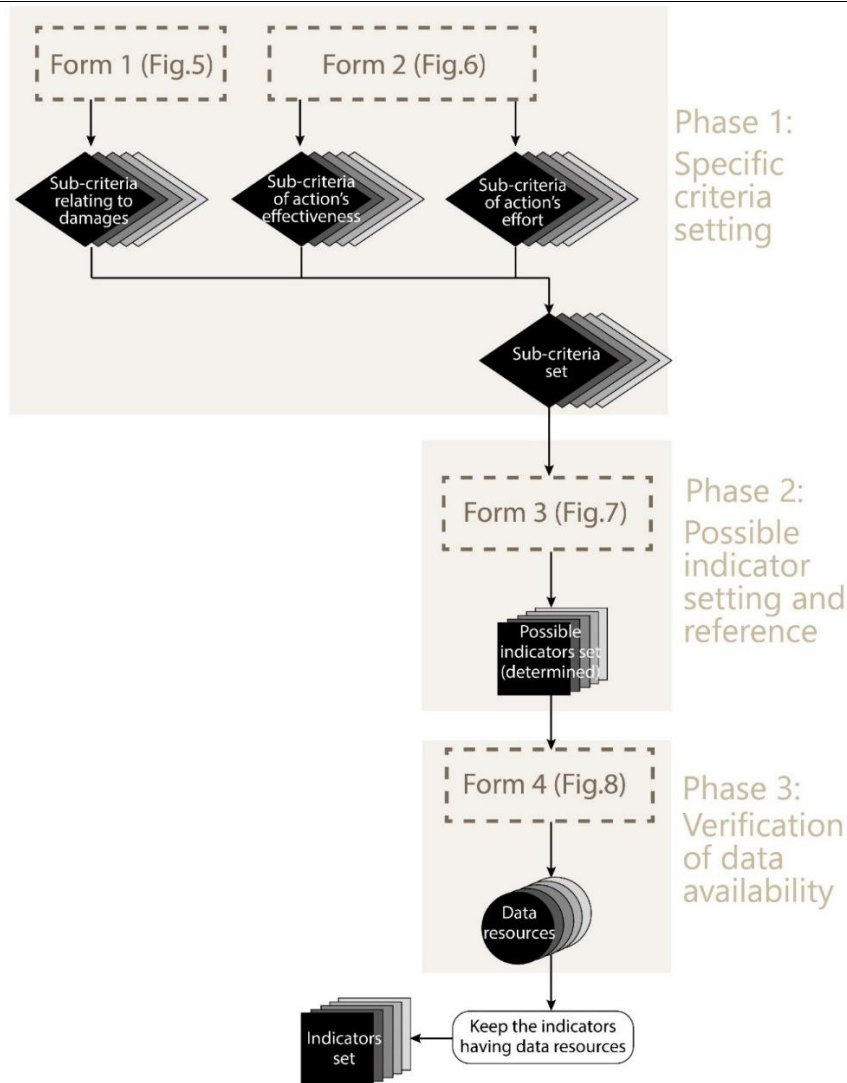 Form 1 (Fig.5)
Form 2 (Fig.6)
Phase 1:
Specific
criteria
setting
Sub-criteria
relating to
damages
Sub-criteria
of action's
effectiveness
Sub-criteria
of action's
effort
Sub-criteria
set
Phase 2:
Possible
indicator
setting and
reference
Form 3 (Fig.7)
Possible
indicators set
(determined)
Phase 3:
Verification
of data
availability
Form 4 (Fig.8)
Data
resources
Keep the indicators
having data resources
Indicators
set